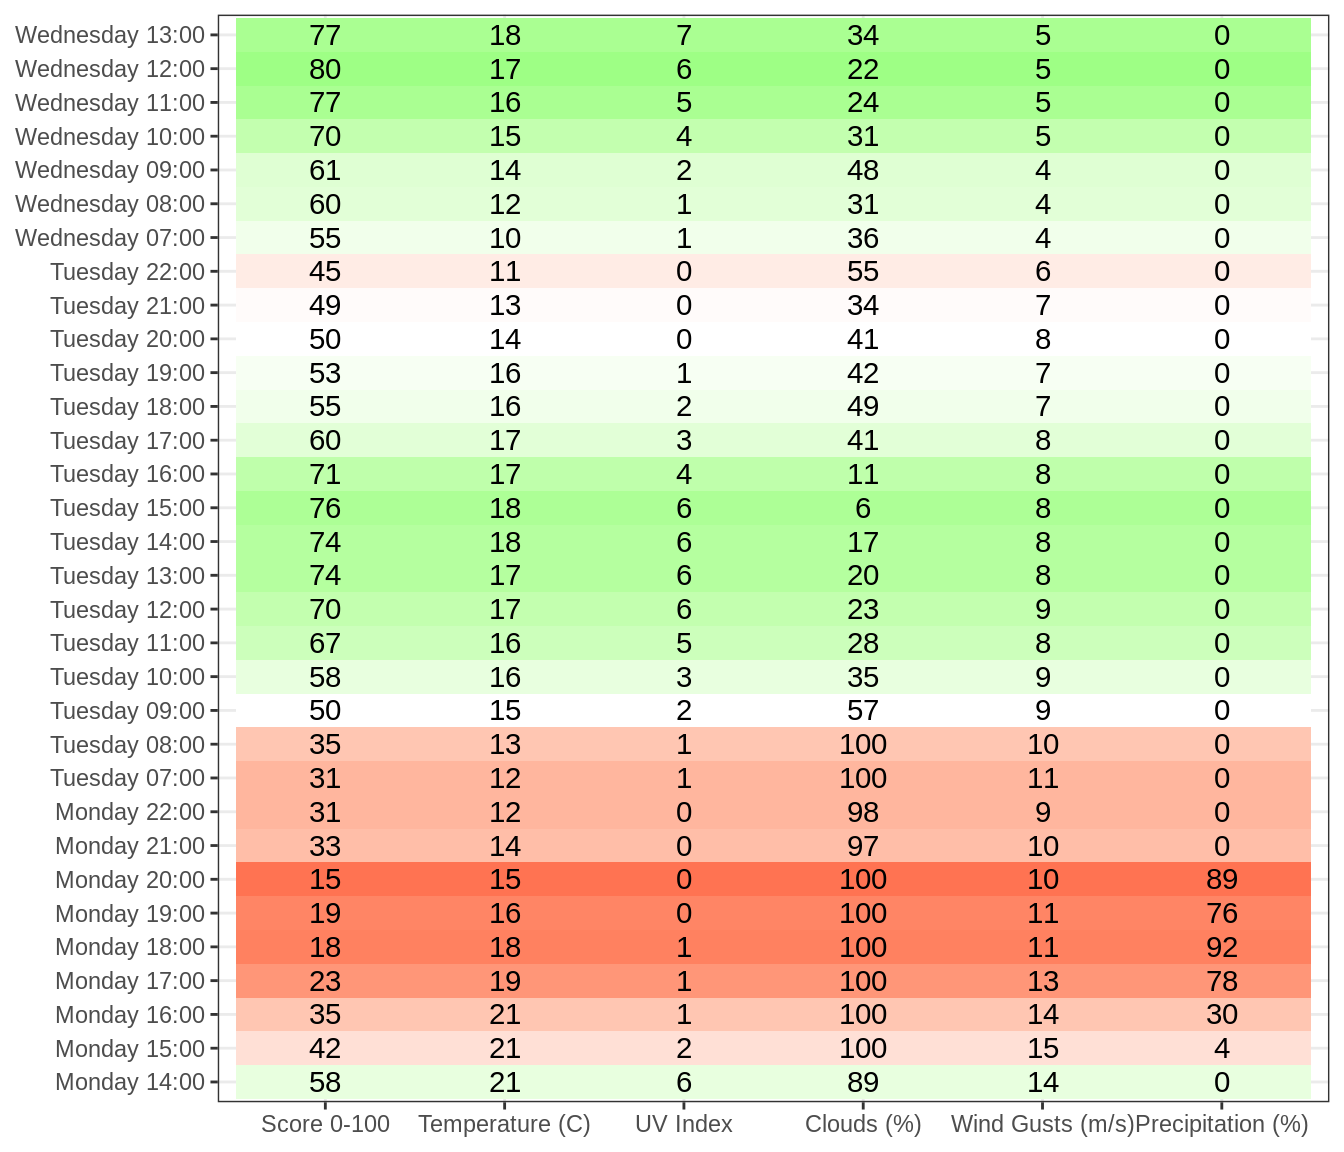 Wednesday 13:00 77 18 7 34 5 0
Wednesday 12:00 80 17 6 22 5 0
Wednesday 11:00 77 16 5 24 5 0
Wednesday 10:00 70 15 4 31 5 0
Wednesday 09:00 61 14 2 48 4 0
Wednesday 08:00 60 12 1 31 4 0
Wednesday 07:00 55 10 1 36 4 0
Tuesday 22:00 45 11 0 55 6 0
Tuesday 21:00 49 13 0 34 7 0
Tuesday 20:00 50 14 0 41 8 0
Tuesday 19:00 53 16 1 42 7 0
Tuesday 18:00 55 16 2 49 7 0
Tuesday 17:00 60 17 3 41 8 0
Tuesday 16:00 71 17 4 11 8 0
Tuesday 15:00 76 18 6 6 8 0
Tuesday 14:00 74 18 6 17 8 0
Tuesday 13:00 74 17 6 20 8 0
Tuesday 12:00 70 17 6 23 9 0
Tuesday 11:00 67 16 5 28 8 0
Tuesday 10:00 58 16 3 35 9 0
Tuesday 09:00 50 15 2 57 9 0
Tuesday 08:00 35 13 1 100 10 0
Tuesday 07:00 31 12 1 100 11 0
Monday 22:00 31 12 0 98 9 0
Monday 21:00 33 14 0 97 10 0
Monday 20:00 15 15 0 100 10 89
Monday 19:00 19 16 0 100 11 76
Monday 18:00 18 18 1 100 11 92
Monday 17:00 23 19 1 100 13 78
Monday 16:00 35 21 1 100 14 30
Monday 15:00 42 21 2 100 15 4
Monday 14:00 58 21 6 89 14 0
Score 0-100 Temperature (C) UV Index Clouds (%) Wind Gusts (m/s) Precipitation (%)